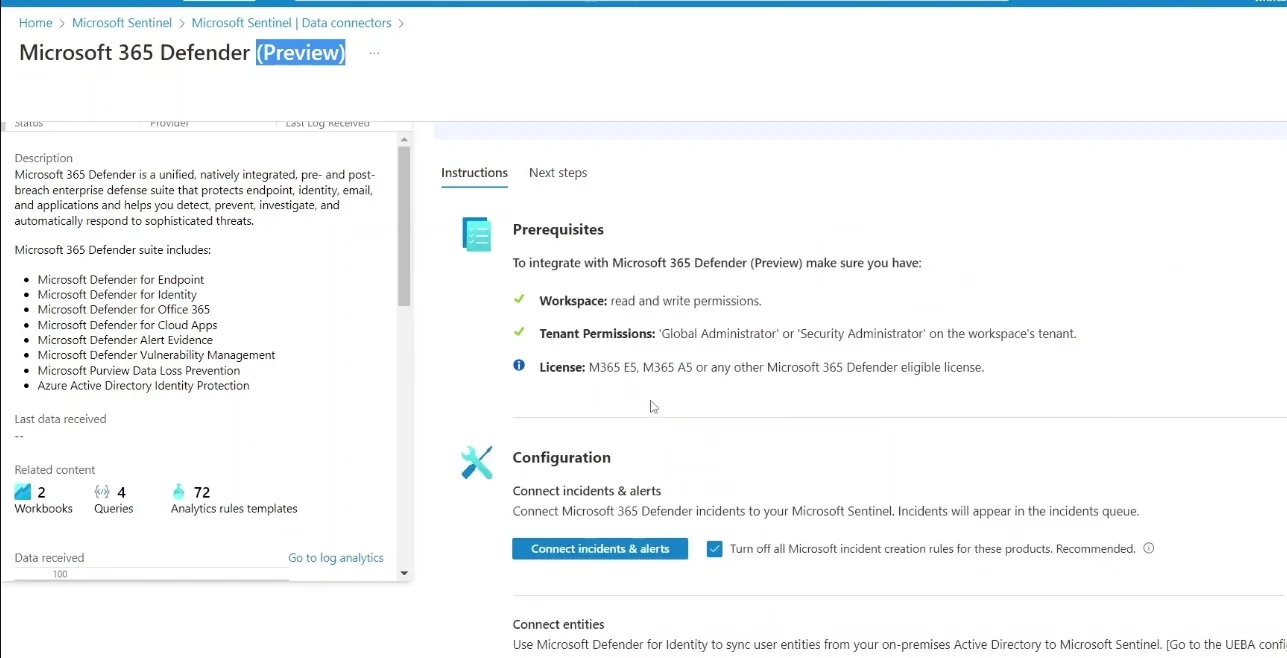 Home > Microsoft Sentinel > Microsoft Sentinel | Data connectors >
Microsoft 365 Defender (Preview) ...
Status Provider Last Log Received
Description
Microsoft 365 Defender is a unified, natively integrated, pre- and post-
breach enterprise defense suite that protects endpoint, identity, email,
and applications and helps you detect, prevent, investigate, and
automatically respond to sophisticated threats.
Microsoft 365 Defender suite includes:
• Microsoft Defender for Endpoint
• Microsoft Defender for Identity
• Microsoft Defender for Office 365
• Microsoft Defender for Cloud Apps
• Microsoft Defender Alert Evidence
• Microsoft Defender Vulnerability Management
• Microsoft Purview Data Loss Prevention
• Azure Active Directory Identity Protection
Last data received
--
Related content
2 4 72
Workbooks Queries Analytics rules templates
Data received Go to log analytics
100
Instructions Next steps
Prerequisites
To integrate with Microsoft 365 Defender (Preview) make sure you have:
Workspace: read and write permissions.
Tenant Permissions: 'Global Administrator' or 'Security Administrator' on the workspace's tenant.
License: M365 E5, M365 A5 or any other Microsoft 365 Defender eligible license.
Configuration
Connect incidents & alerts
Connect Microsoft 365 Defender incidents to your Microsoft Sentinel. Incidents will appear in the incidents queue.
Connect incidents & alerts Turn off all Microsoft incident creation rules for these products. Recommended.
Connect entities
Use Microsoft Defender for Identity to sync user entities from your on-premises Active Directory to Microsoft Sentinel. [Go to the UEBA confi